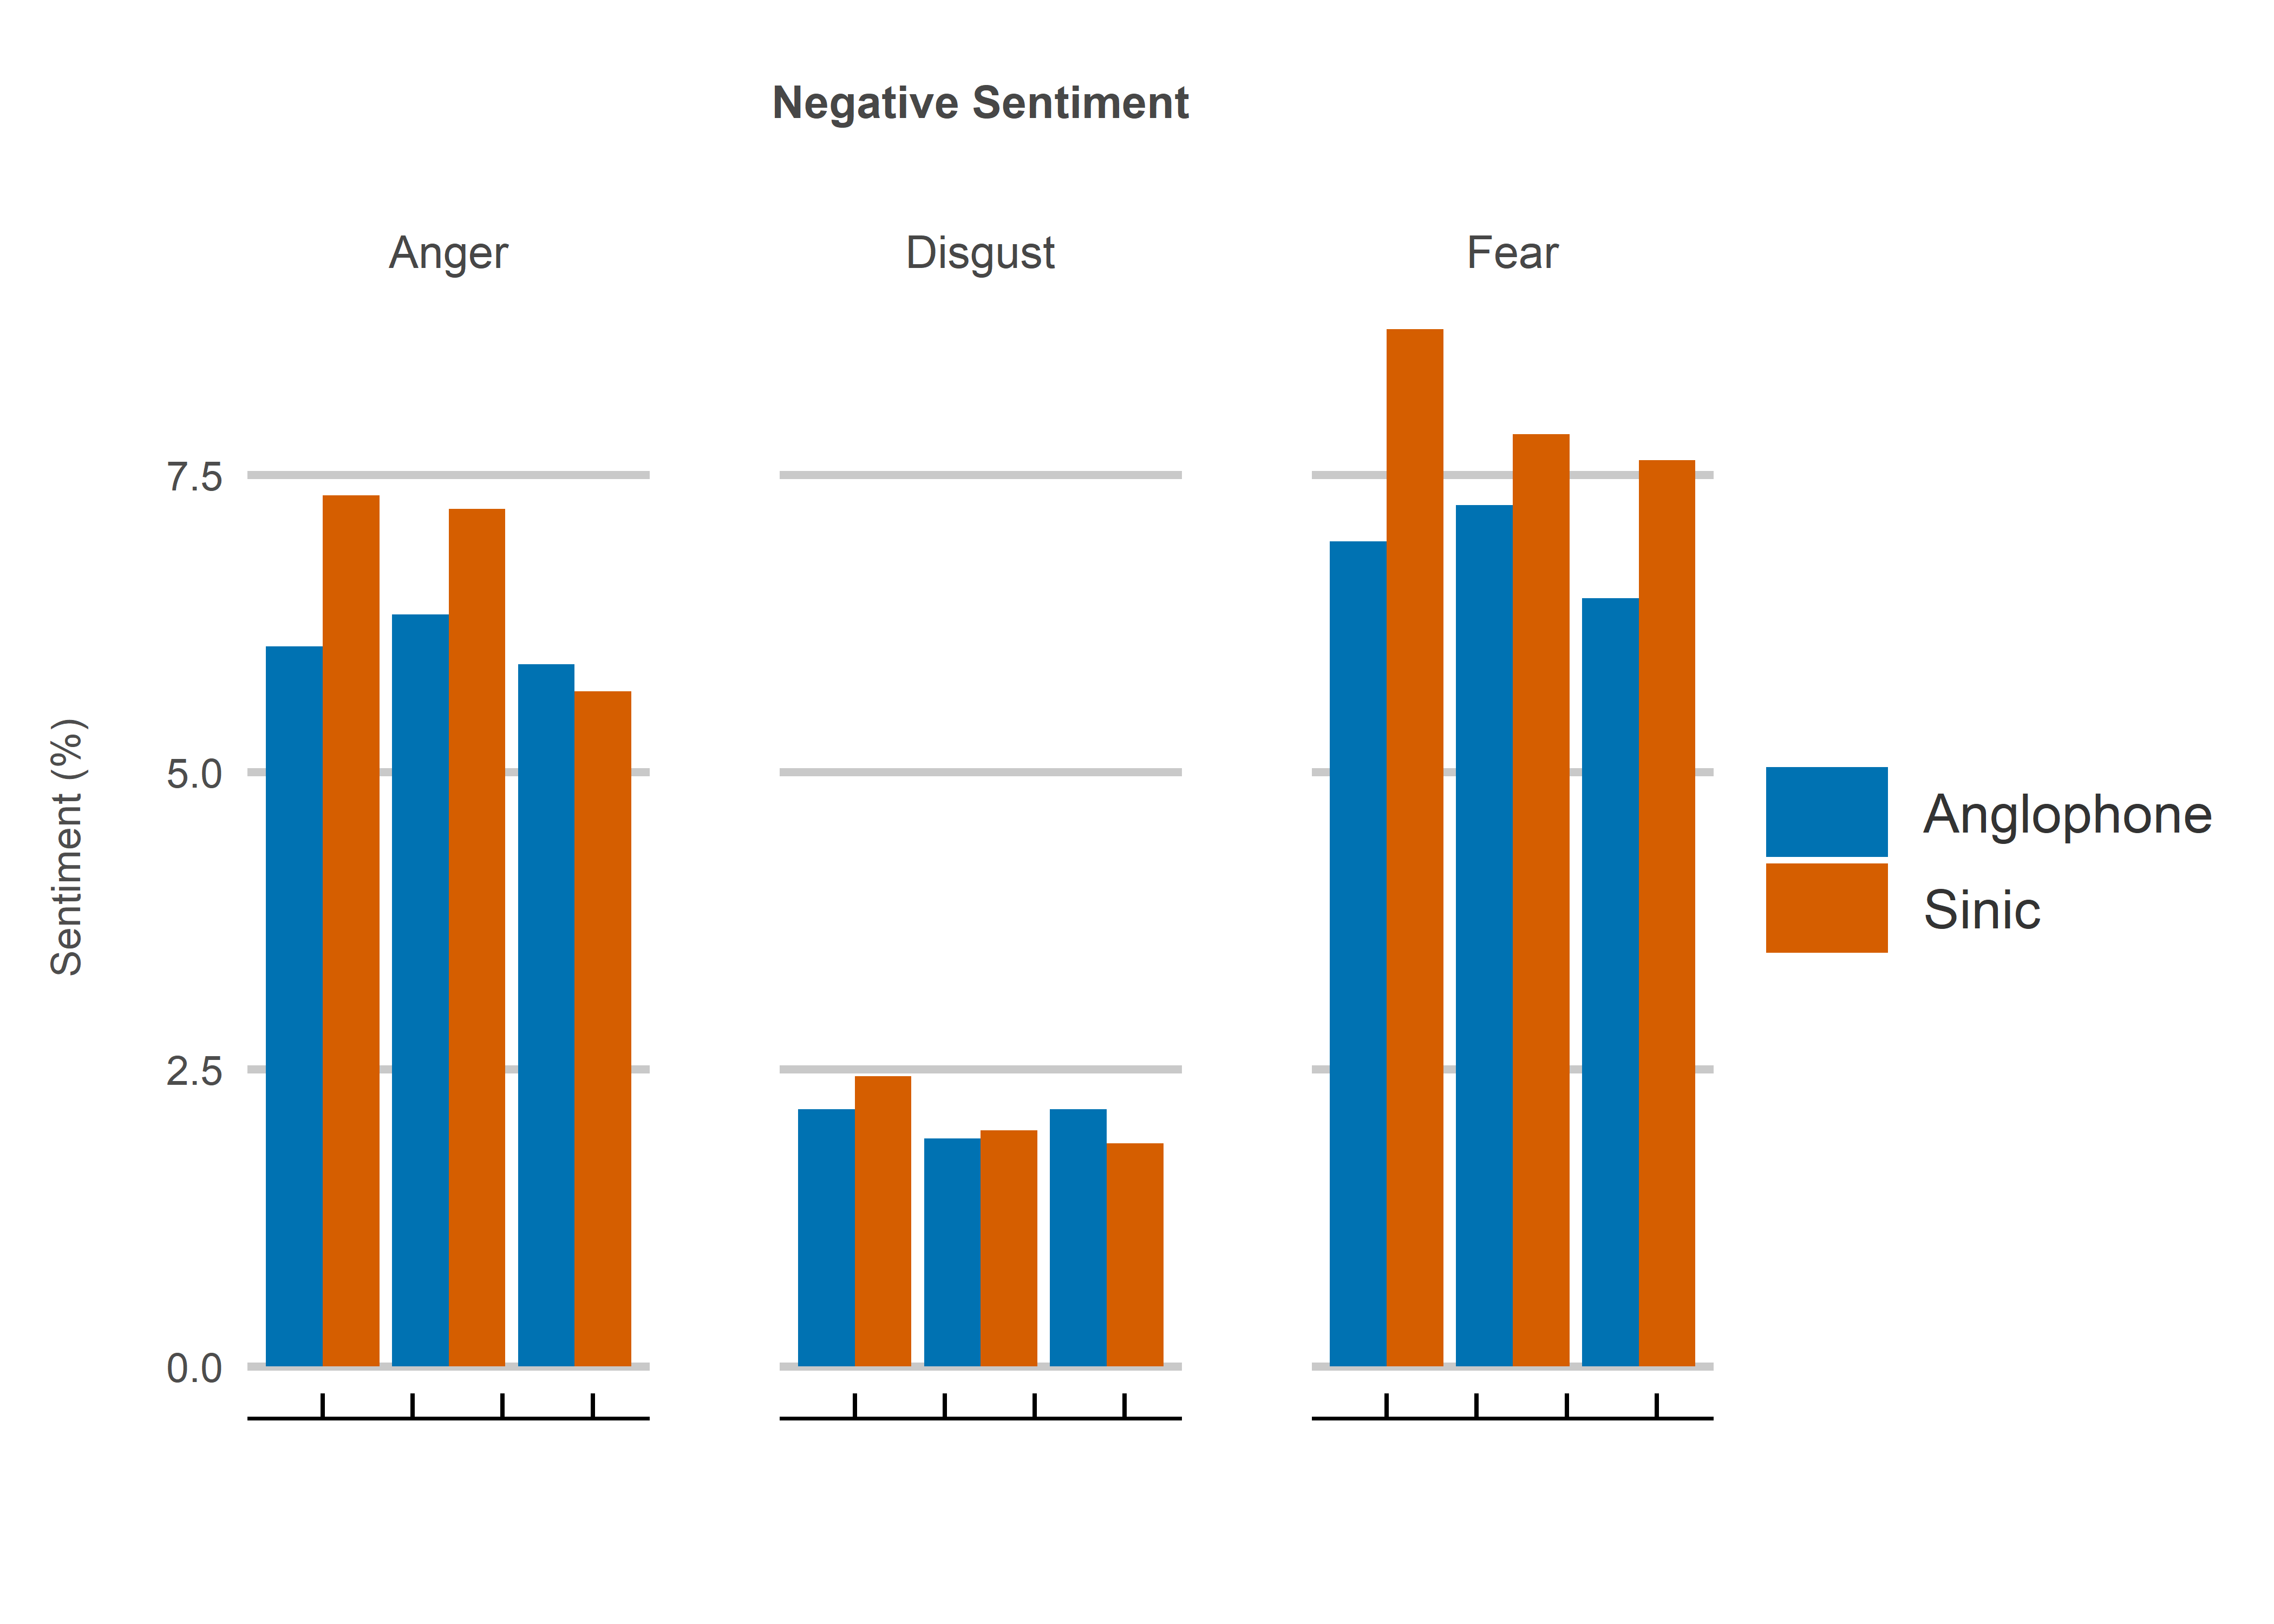 Negative Sentiment
Anger
Disgust
Fear
7.5
5.0
2.5
0.0
Sentiment (%)
Anglophone
Sinic